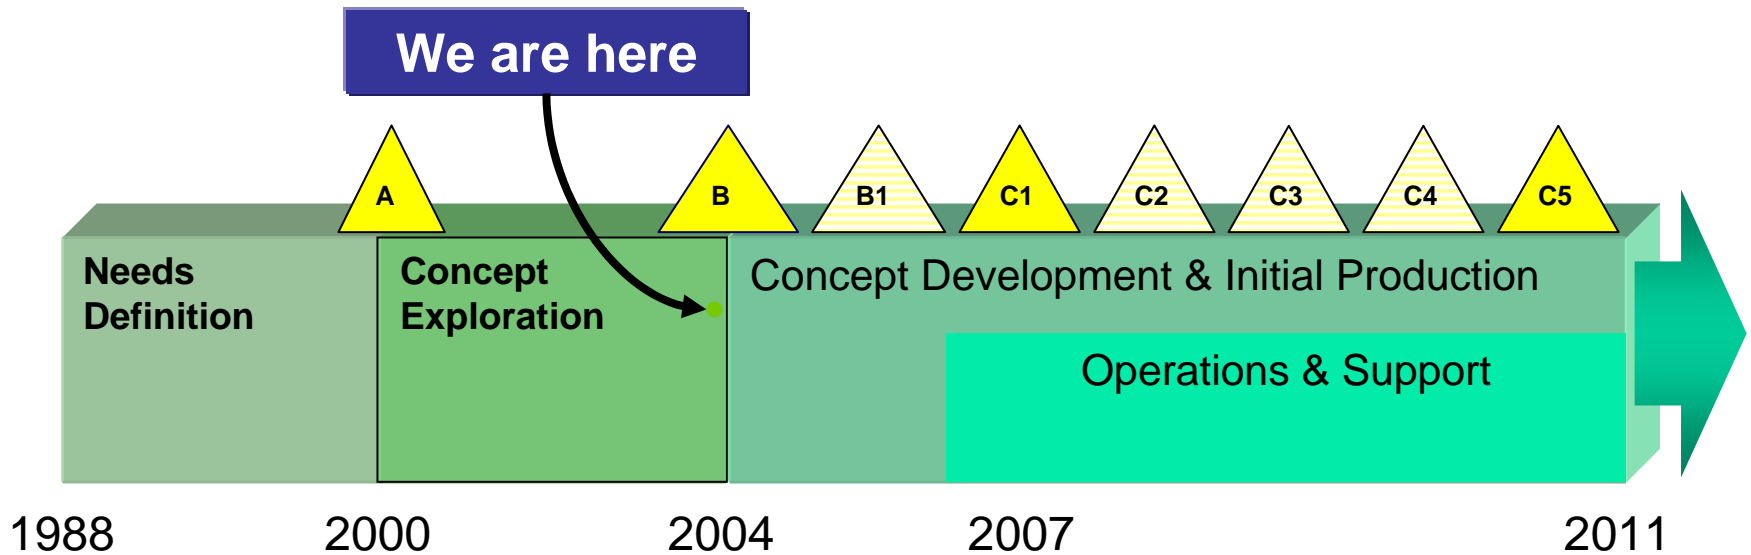 We are here
A
B
B1
C1
C2
C3
C4
C5
Needs
Definition
Concept
Exploration
Concept Development & Initial Production
Operations & Support
1988
2000
2004
2007
2011